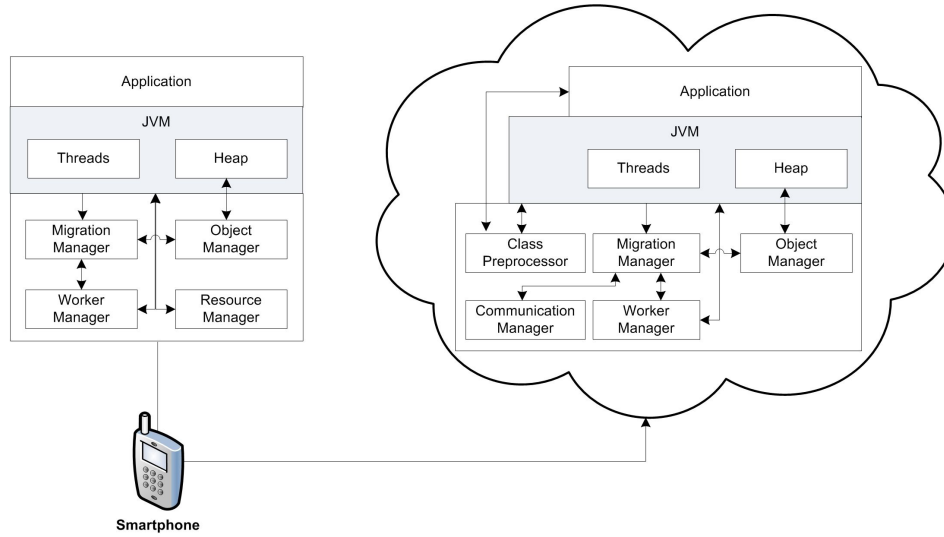 Application
JVM
Threads
Heap
Migration
Manager
Object
Manager
Worker
Manager
Resource
Manager
Smartphone
Application
JVM
Threads
Heap
Class
Preprocessor
Migration
Manager
Object
Manager
Communication
Manager
Worker
Manager